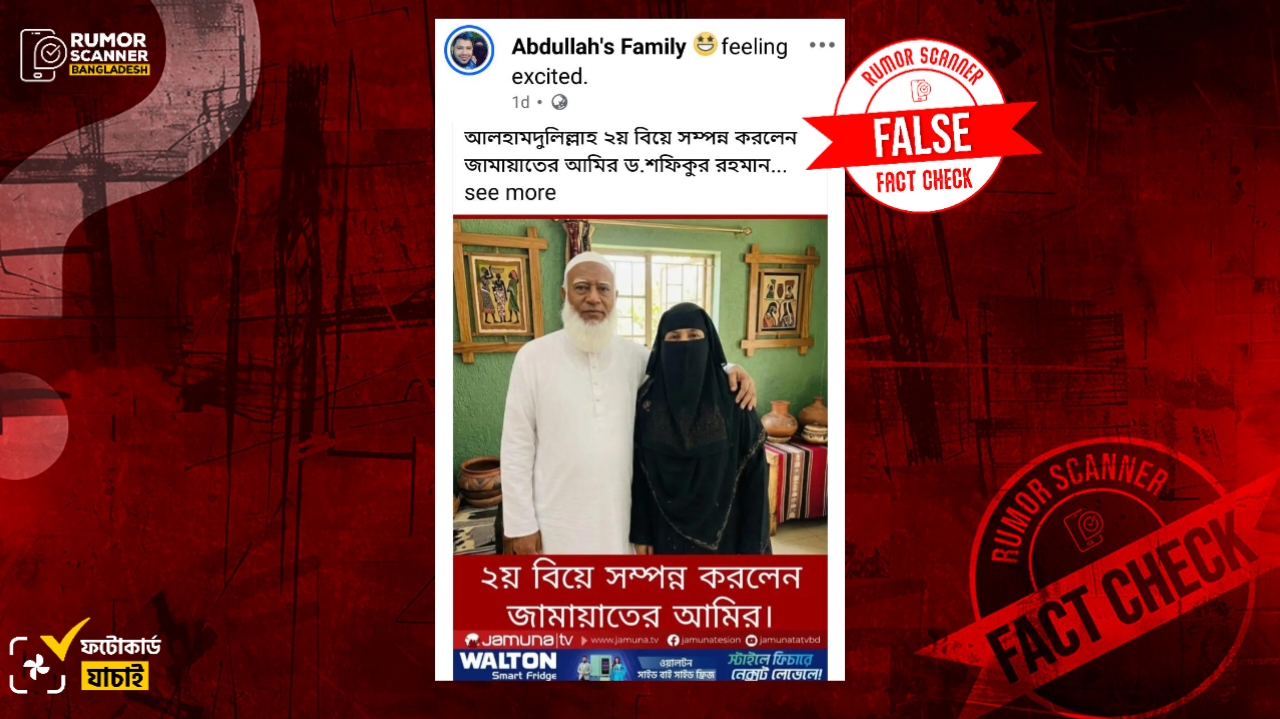 RUMOR
SCANNER
BANGLADESH
Abdullah's Family 🤩 feeling
excited.
1d •
আলহামদুলিল্লাহ ২য় বিয়ে সম্পন্ন করলেন
জামায়াতের আমির ড.শফিকুর রহমান...
see more
RUMOR SCANNER
FALSE
FACT CHECK
২য় বিয়ে সম্পন্ন করলেন
জামায়াতের আমির।
Jamuna|tv www.jamuna.tv jamunatesion jamunatatvbd
WALTON
Smart Fridge
ওয়ালটন
সাইড বাই সাইড ফ্রিজ
স্টাইলে ফিচারে
নেক্সট লেভেলে!
RUMOR SCANNER
FACT CHECK
ফটোকার্ড
যাচাই